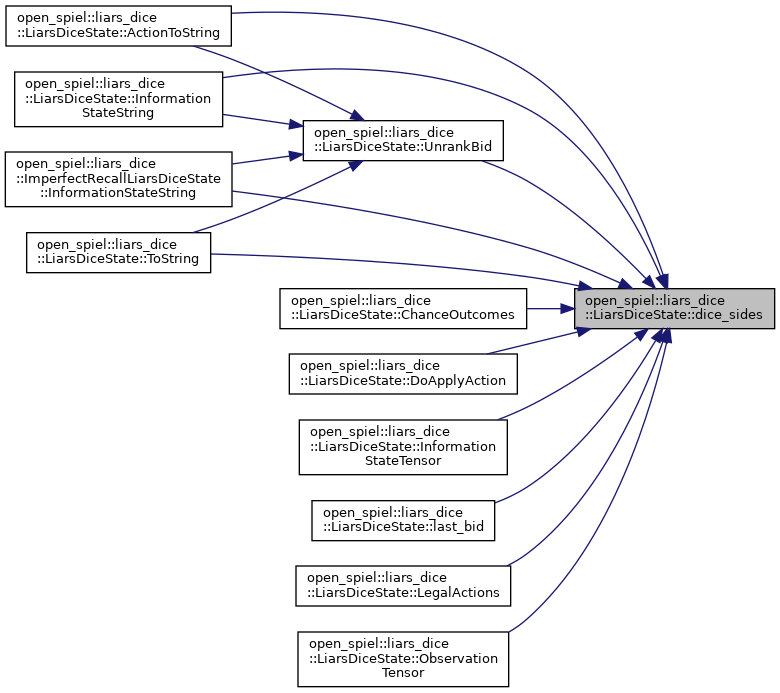 open_spiel::liars_dice
::LiarsDiceState::ActionToString
open_spiel::liars_dice
::LiarsDiceState::Information
StateString
open_spiel::liars_dice
::LiarsDiceState::UnrankBid
open_spiel::liars_dice
::ImperfectRecallLiarsDiceState
::InformationStateString
open_spiel::liars_dice
::LiarsDiceState::ToString
open_spiel::liars_dice
::LiarsDiceState::ChanceOutcomes
open_spiel::liars_dice
::LiarsDiceState::dice_sides
open_spiel::liars_dice
::LiarsDiceState::DoApplyAction
open_spiel::liars_dice
::LiarsDiceState::Information
StateTensor
open_spiel::liars_dice
::LiarsDiceState::last_bid
open_spiel::liars_dice
::LiarsDiceState::LegalActions
open_spiel::liars_dice
::LiarsDiceState::Observation
Tensor